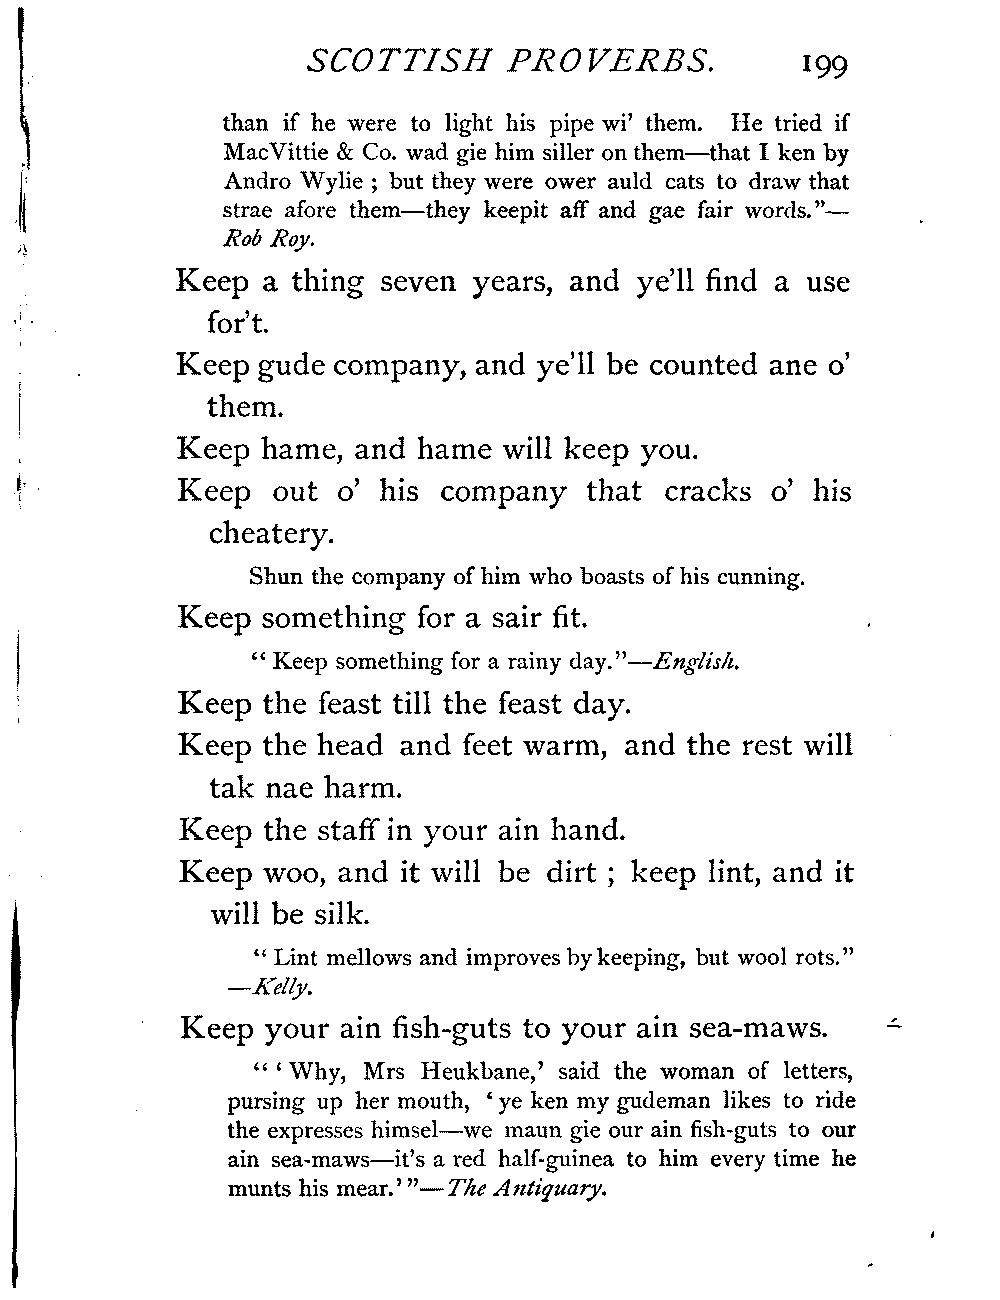 SCOTTISH PROVERBS. 199
than if he were to light his pipe wi' them. He tried if
MacVittie & Co. wad gie him siller on them—that I ken by
Andro Wylie ; but they were ower auld cats to draw that
strae afore them—they keepit aff and gae fair words."—
Rob Roy.
Keep a thing seven years, and ye'll find a use
for't.
Keep gude company, and ye'll be counted ane o'
them.
Keep hame, and hame will keep you.
Keep out o' his company that cracks o' his
cheatery.
Shun the company of him who boasts of his cunning.
Keep something for a sair fit.
"Keep something for a rainy day."—English.
Keep the feast till the feast day.
Keep the head and feet warm, and the rest will
tak nae harm.
Keep the staff in your ain hand.
Keep woo, and it will be dirt ; keep lint, and it
will be silk.
"Lint mellows and improves by keeping, but wool rots."
—Kelly.
Keep your ain fish-guts to your ain sea-maws.
"'Why, Mrs Heukbane,' said the woman of letters,
pursing up her mouth, 'ye ken my gudeman likes to ride
the expresses himsel—we maun gie our ain fish-guts to our
ain sea-maws—it's a red half-guinea to him every time he
munts his mear.'"—The Antiquary.